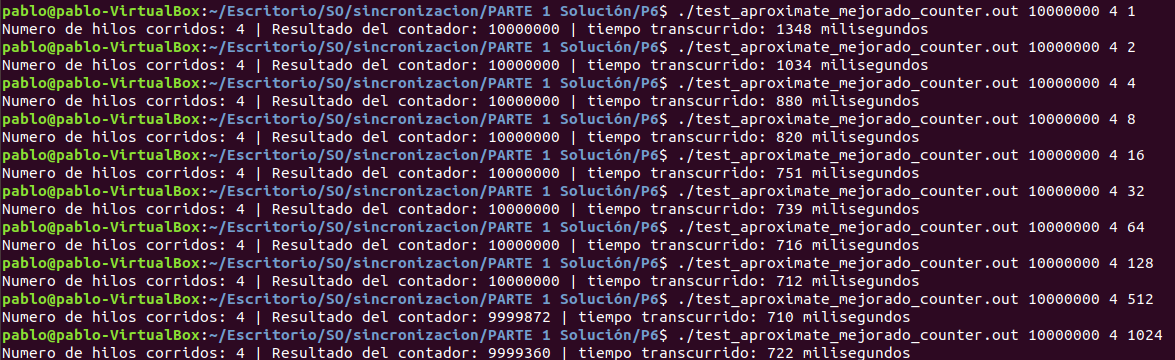 pablo@pablo-VirtualBox:~/Escritorio/SO/sincronizacion/PARTE 1 Solución/P6$ ./test_aproximate_mejorado_counter.out 10000000 4 1
Numero de hilos corridos: 4 | Resultado del contador: 10000000 | tiempo transcurrido: 1348 milisegundos
pablo@pablo-VirtualBox:~/Escritorio/SO/sincronizacion/PARTE 1 Solución/P6$ ./test_aproximate_mejorado_counter.out 10000000 4 2
Numero de hilos corridos: 4 | Resultado del contador: 10000000 | tiempo transcurrido: 1034 milisegundos
pablo@pablo-VirtualBox:~/Escritorio/SO/sincronizacion/PARTE 1 Solución/P6$ ./test_aproximate_mejorado_counter.out 10000000 4 4
Numero de hilos corridos: 4 | Resultado del contador: 10000000 | tiempo transcurrido: 880 milisegundos
pablo@pablo-VirtualBox:~/Escritorio/SO/sincronizacion/PARTE 1 Solución/P6$ ./test_aproximate_mejorado_counter.out 10000000 4 8
Numero de hilos corridos: 4 | Resultado del contador: 10000000 | tiempo transcurrido: 820 milisegundos
pablo@pablo-VirtualBox:~/Escritorio/SO/sincronizacion/PARTE 1 Solución/P6$ ./test_aproximate_mejorado_counter.out 10000000 4 16
Numero de hilos corridos: 4 | Resultado del contador: 10000000 | tiempo transcurrido: 751 milisegundos
pablo@pablo-VirtualBox:~/Escritorio/SO/sincronizacion/PARTE 1 Solución/P6$ ./test_aproximate_mejorado_counter.out 10000000 4 32
Numero de hilos corridos: 4 | Resultado del contador: 10000000 | tiempo transcurrido: 739 milisegundos
pablo@pablo-VirtualBox:~/Escritorio/SO/sincronizacion/PARTE 1 Solución/P6$ ./test_aproximate_mejorado_counter.out 10000000 4 64
Numero de hilos corridos: 4 | Resultado del contador: 10000000 | tiempo transcurrido: 716 milisegundos
pablo@pablo-VirtualBox:~/Escritorio/SO/sincronizacion/PARTE 1 Solución/P6$ ./test_aproximate_mejorado_counter.out 10000000 4 128
Numero de hilos corridos: 4 | Resultado del contador: 10000000 | tiempo transcurrido: 712 milisegundos
pablo@pablo-VirtualBox:~/Escritorio/SO/sincronizacion/PARTE 1 Solución/P6$ ./test_aproximate_mejorado_counter.out 10000000 4 512
Numero de hilos corridos: 4 | Resultado del contador: 9999872 | tiempo transcurrido: 710 milisegundos
pablo@pablo-VirtualBox:~/Escritorio/SO/sincronizacion/PARTE 1 Solución/P6$ ./test_aproximate_mejorado_counter.out 10000000 4 1024
Numero de hilos corridos: 4 | Resultado del contador: 9999360 | tiempo transcurrido: 722 milisegundos